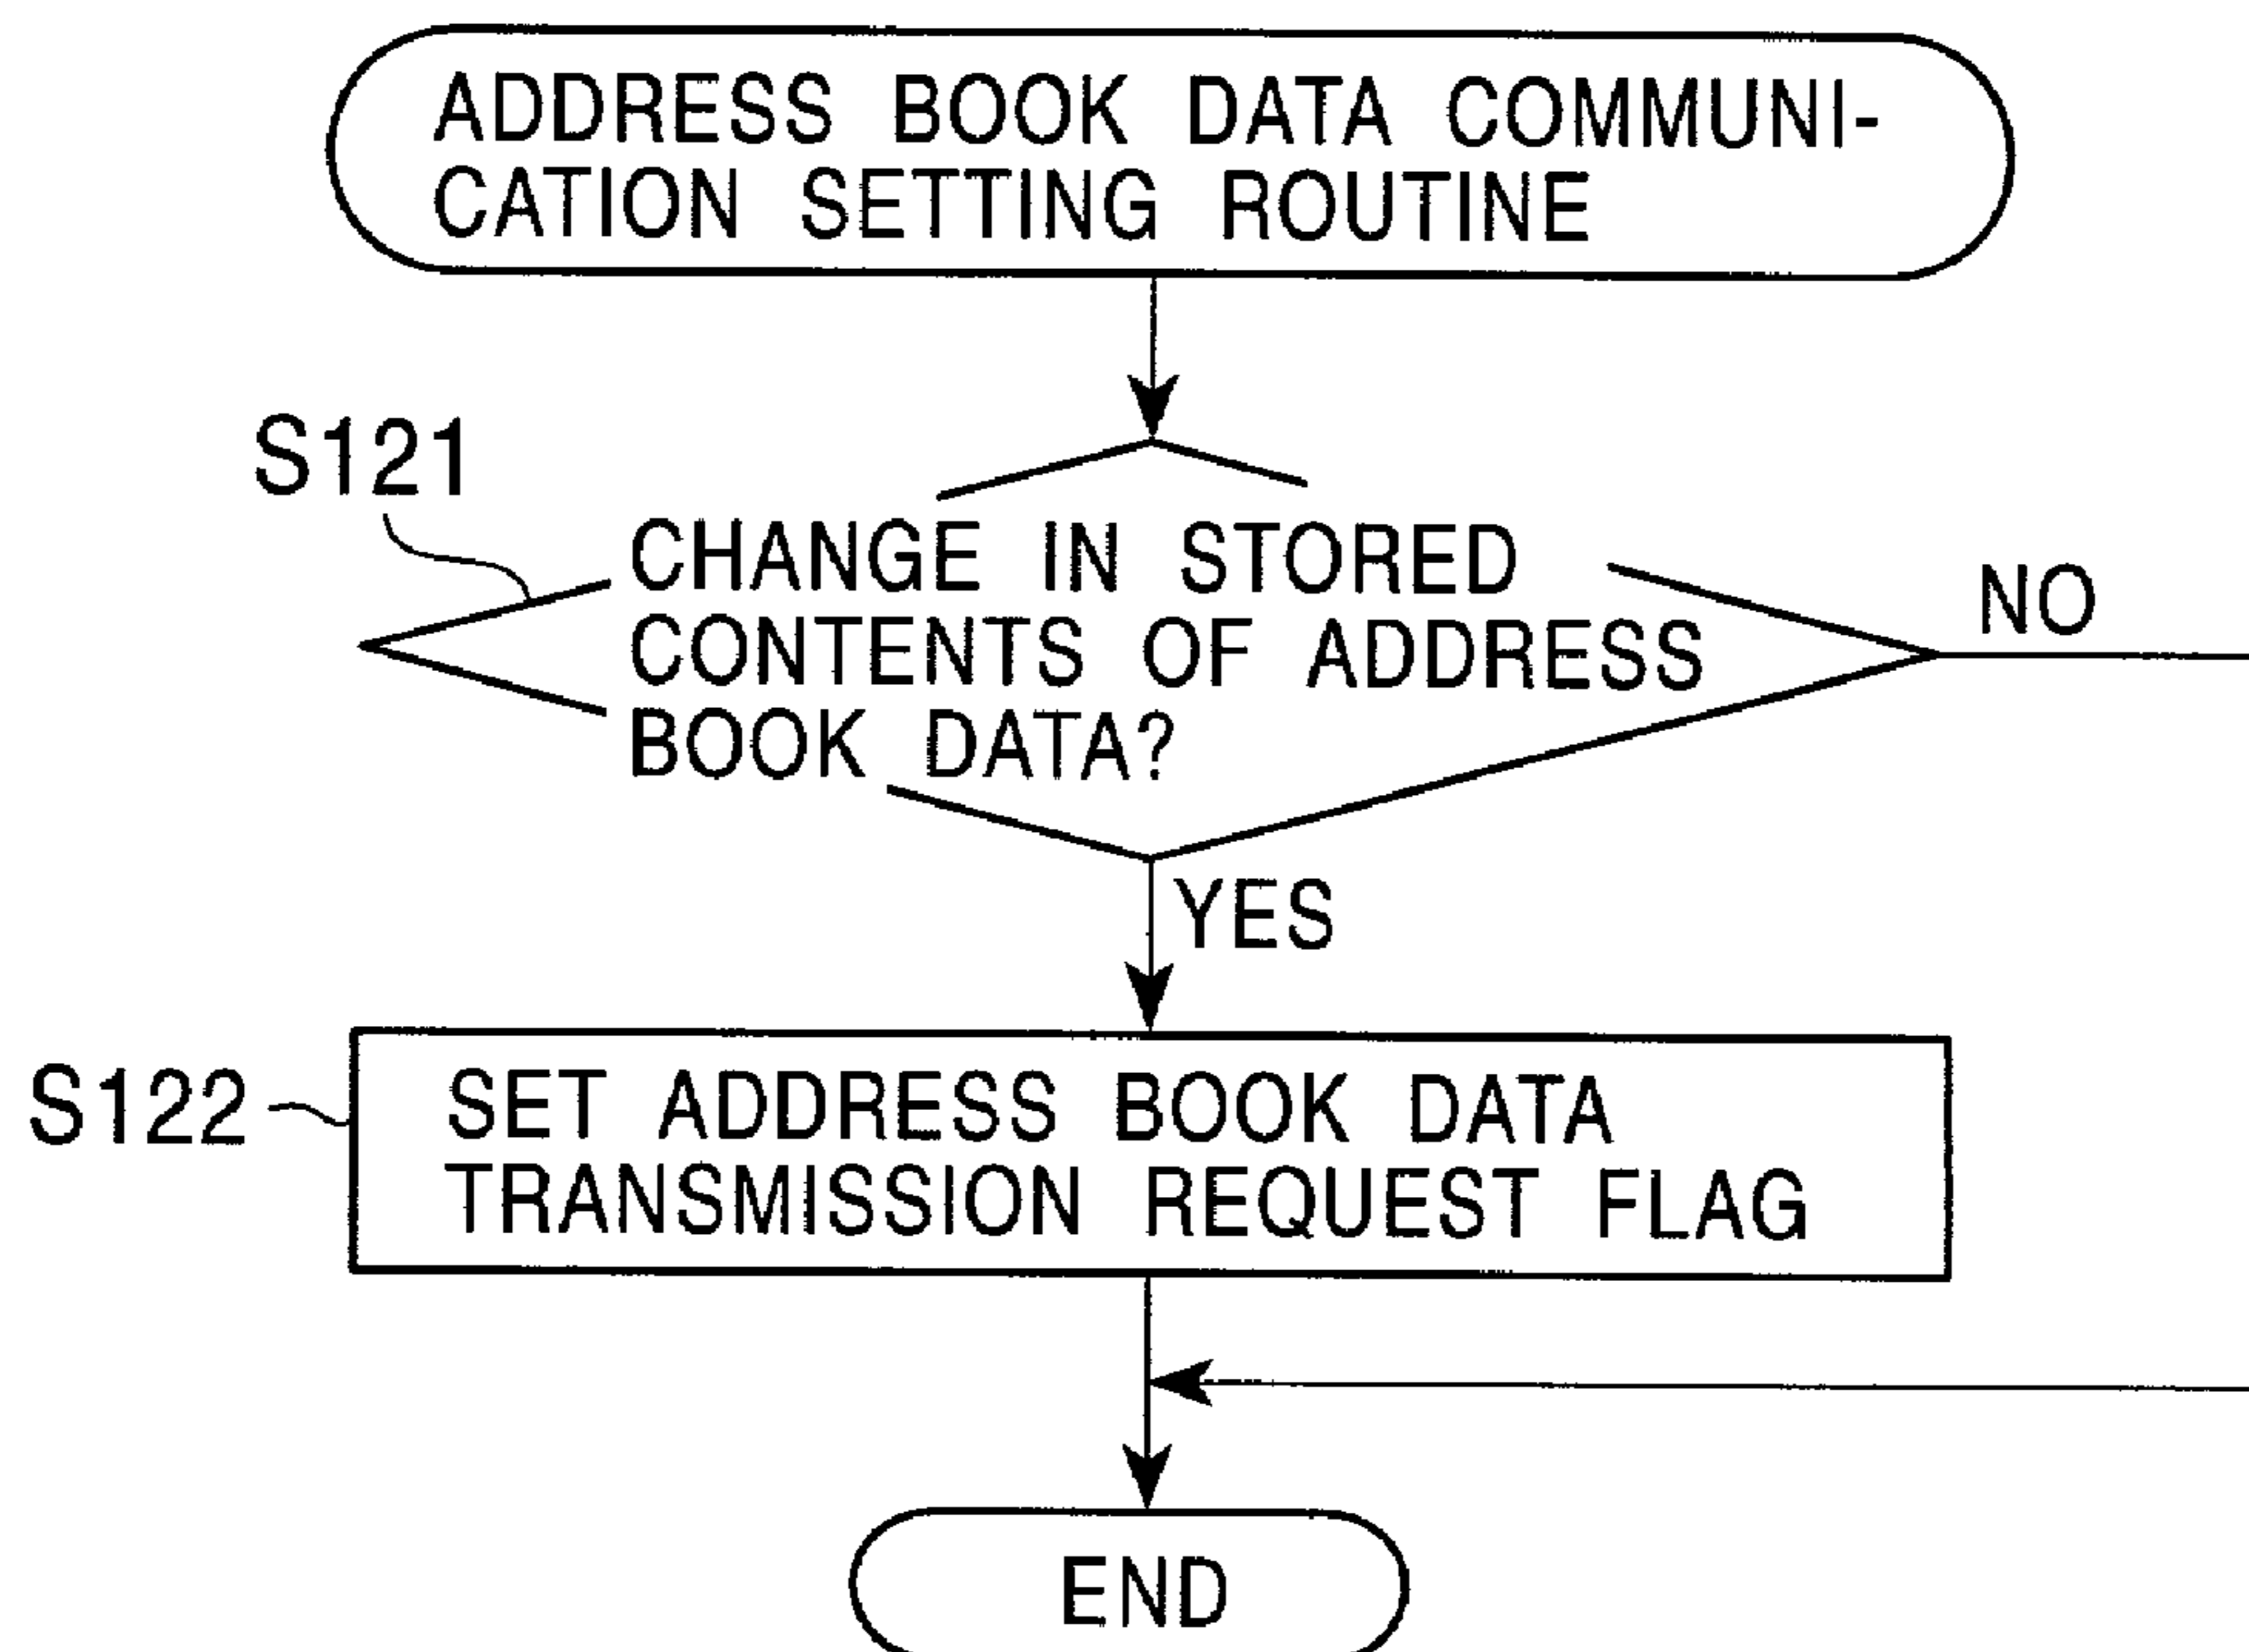 ADDRESS BOOK DATA COMMUNI-
CATION SETTING ROUTINE
S121
CHANGE IN STORED
CONTENTS OF ADDRESS
BOOK DATA?
NO
YES
S122
SET ADDRESS BOOK DATA
TRANSMISSION REQUEST FLAG
END